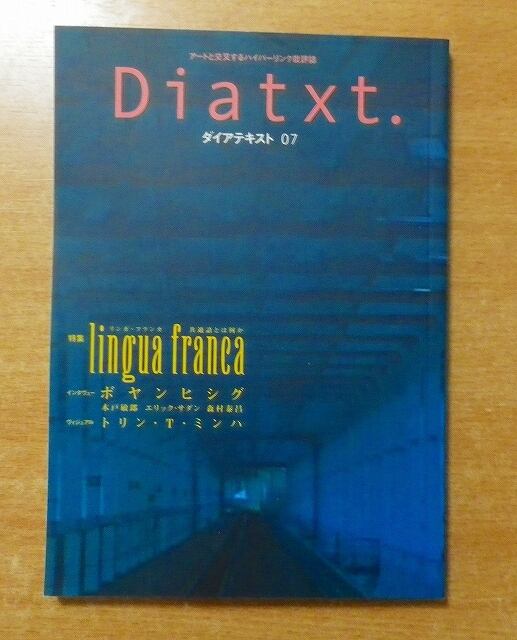 アートと交叉するハイパーリンク批評誌
Diatxt.
ダイアテキスト 07
リンガ・フランカ 共通語とは何か
特集 lingua franca
インタヴュー ボヤンヒシグ
木戸敏郎 エリック・サダン 森村泰昌
ヴィジュアル トリン・T・ミンハ